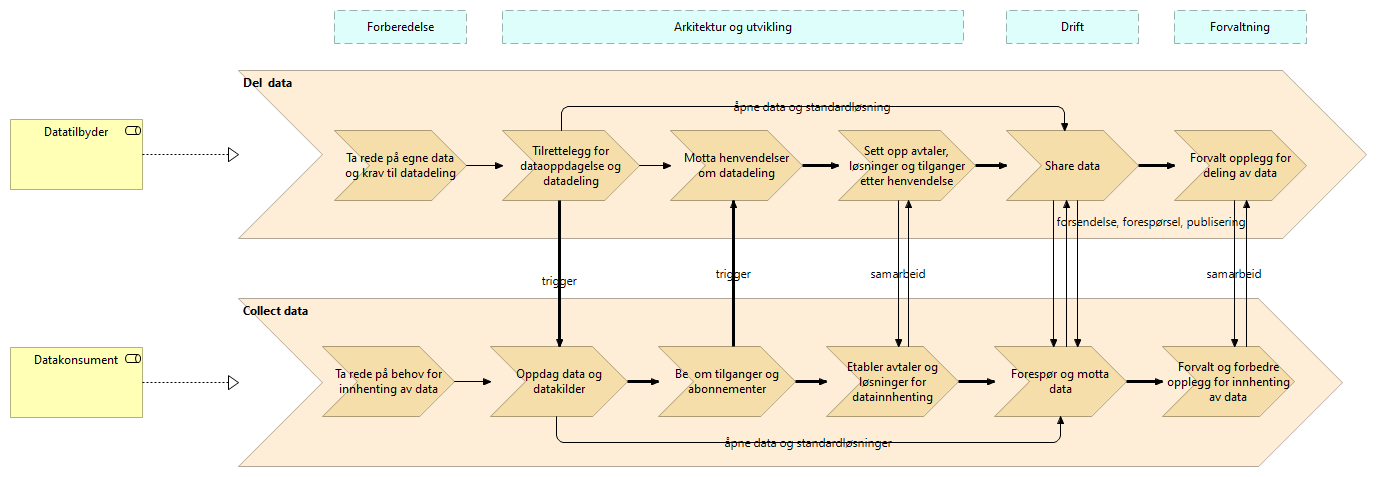 Forberedelse
Arkitektur og utvikling
Drift
Forvaltning
Del  data
Datatilbyder
åpne data og standardløsning
Ta rede på egne data
og krav til datadeling
Tilrettelegg for
dataoppdagelse og
datadeling
Motta henvendelser
om datadeling
Sett opp avtaler,
løsninger og tilganger
etter henvendelse
Share data
Forvalt opplegg for
deling av data
forsendelse, forespørsel, publisering
trigger
trigger
samarbeid
samarbeid
Collect data
Datakonsument
Ta rede på behov for
innhenting av data
Oppdag data og
datakilder
Be. om tilganger og
abonnementer
Etabler avtaler og
løsninger for
datainnhenting
Forespør og motta
data
Forvalt og forbedre
opplegg for innhenting
av data
åpne data og standardløsninger